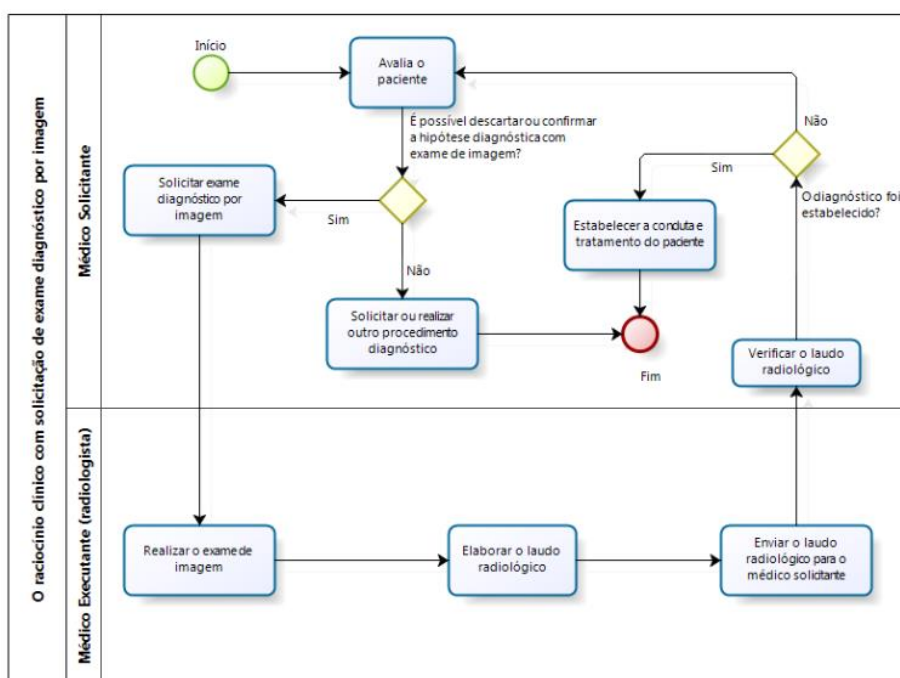 O raciocínio clínico com solicitação de exame diagnóstico por imagem
Médico Solicitante
Início
Avalia o
paciente
É possível descartar ou confirmar
a hipótese diagnóstica com
exame de imagem?
Sim
Solicitar exame
diagnóstico por
imagem
Não
Solicitar ou realizar
outro procedimento
diagnóstico
Não
Sim
O diagnóstico foi
estabelecido?
Estabelecer a conduta e
tratamento do paciente
Fim
Verificar o laudo
radiológico
Médico Executante (radiologista)
Realizar o exame de
imagem
Elaborar o laudo
radiológico
Enviar o laudo
radiológico para o
médico solicitante